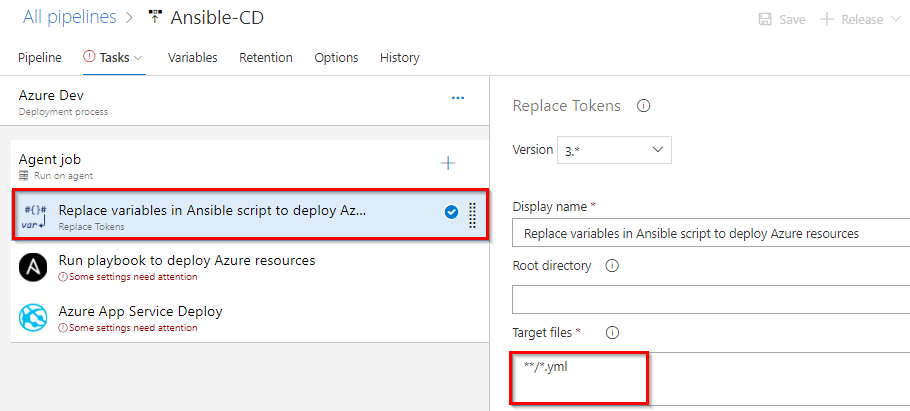 All pipelines > Ansible-CD
Save + Release
Pipeline Tasks Variables Retention Options History
Azure Dev
Deployment process
...
Agent job
Run on agent
#{}#
var
Replace variables in Ansible script to deploy Az...
Replace Tokens
Run playbook to deploy Azure resources
Some settings need attention
Azure App Service Deploy
Some settings need attention
Replace Tokens
Version 3.*
Display name *
Replace variables in Ansible script to deploy Azure resources
Root directory
Target files *
**/*.yml